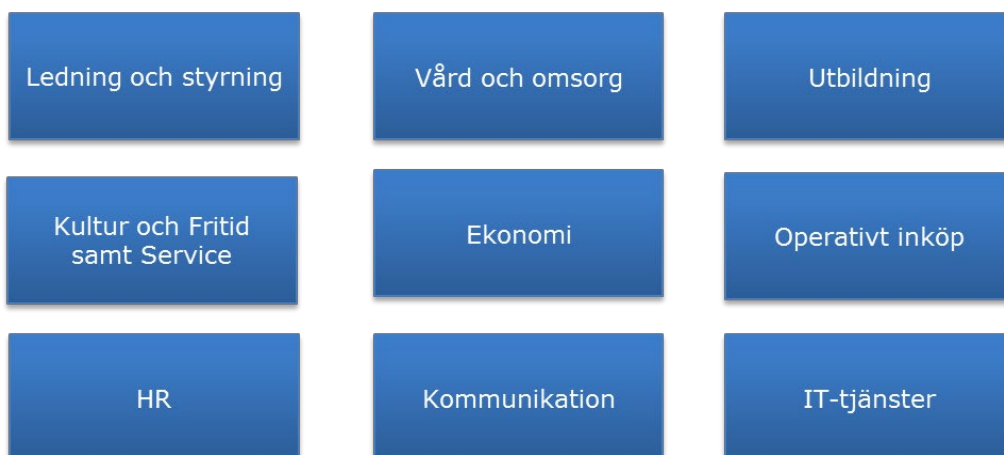 Ledning och styrning
Vård och omsorg
Utbildning
Kultur och Fritid
samt Service
Ekonomi
Operativt inköp
HR
Kommunikation
IT-tjänster